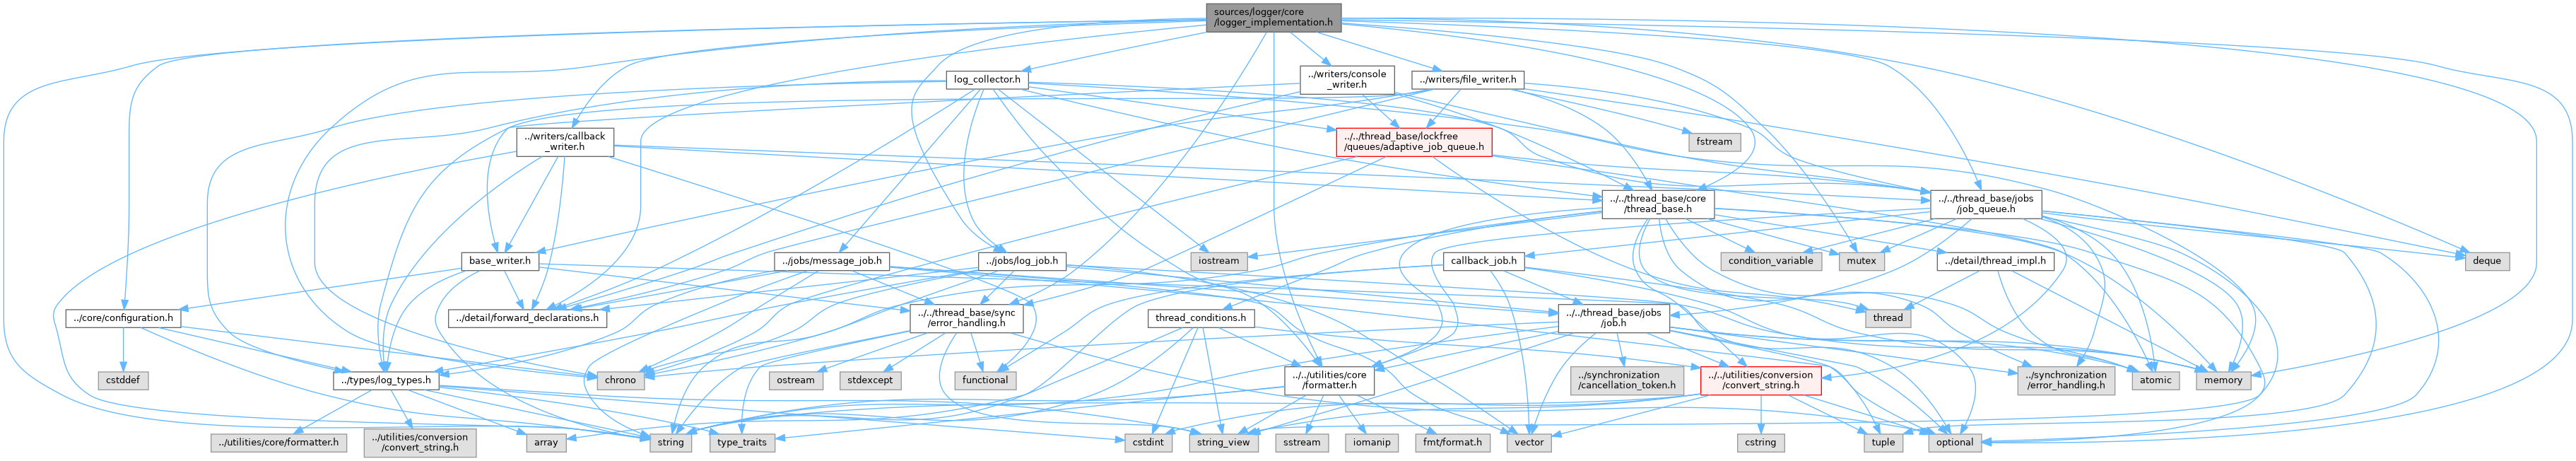 sources/logger/core
/logger_implementation.h
log_collector.h
../writers/console
_writer.h
../writers/file_writer.h
../writers/callback
_writer.h
../../thread_base/lockfree
/queues/adaptive_job_queue.h
fstream
../../thread_base/core
/thread_base.h
../../thread_base/jobs
/job_queue.h
base_writer.h
../jobs/message_job.h
../jobs/log_job.h
iostream
callback_job.h
condition_variable
mutex
../detail/thread_impl.h
deque
../core/configuration.h
../detail/forward_declarations.h
../../thread_base/sync
/error_handling.h
thread_conditions.h
../../thread_base/jobs
/job.h
thread
cstddef
../types/log_types.h
chrono
ostream
stdexcept
functional
../../utilities/core
/formatter.h
../synchronization
/cancellation_token.h
../../utilities/conversion
/convert_string.h
../synchronization
/error_handling.h
atomic
memory
../utilities/core/formatter.h
../utilities/conversion
/convert_string.h
array
string
type_traits
cstdint
string_view
sstream
iomanip
fmt/format.h
vector
cstring
tuple
optional